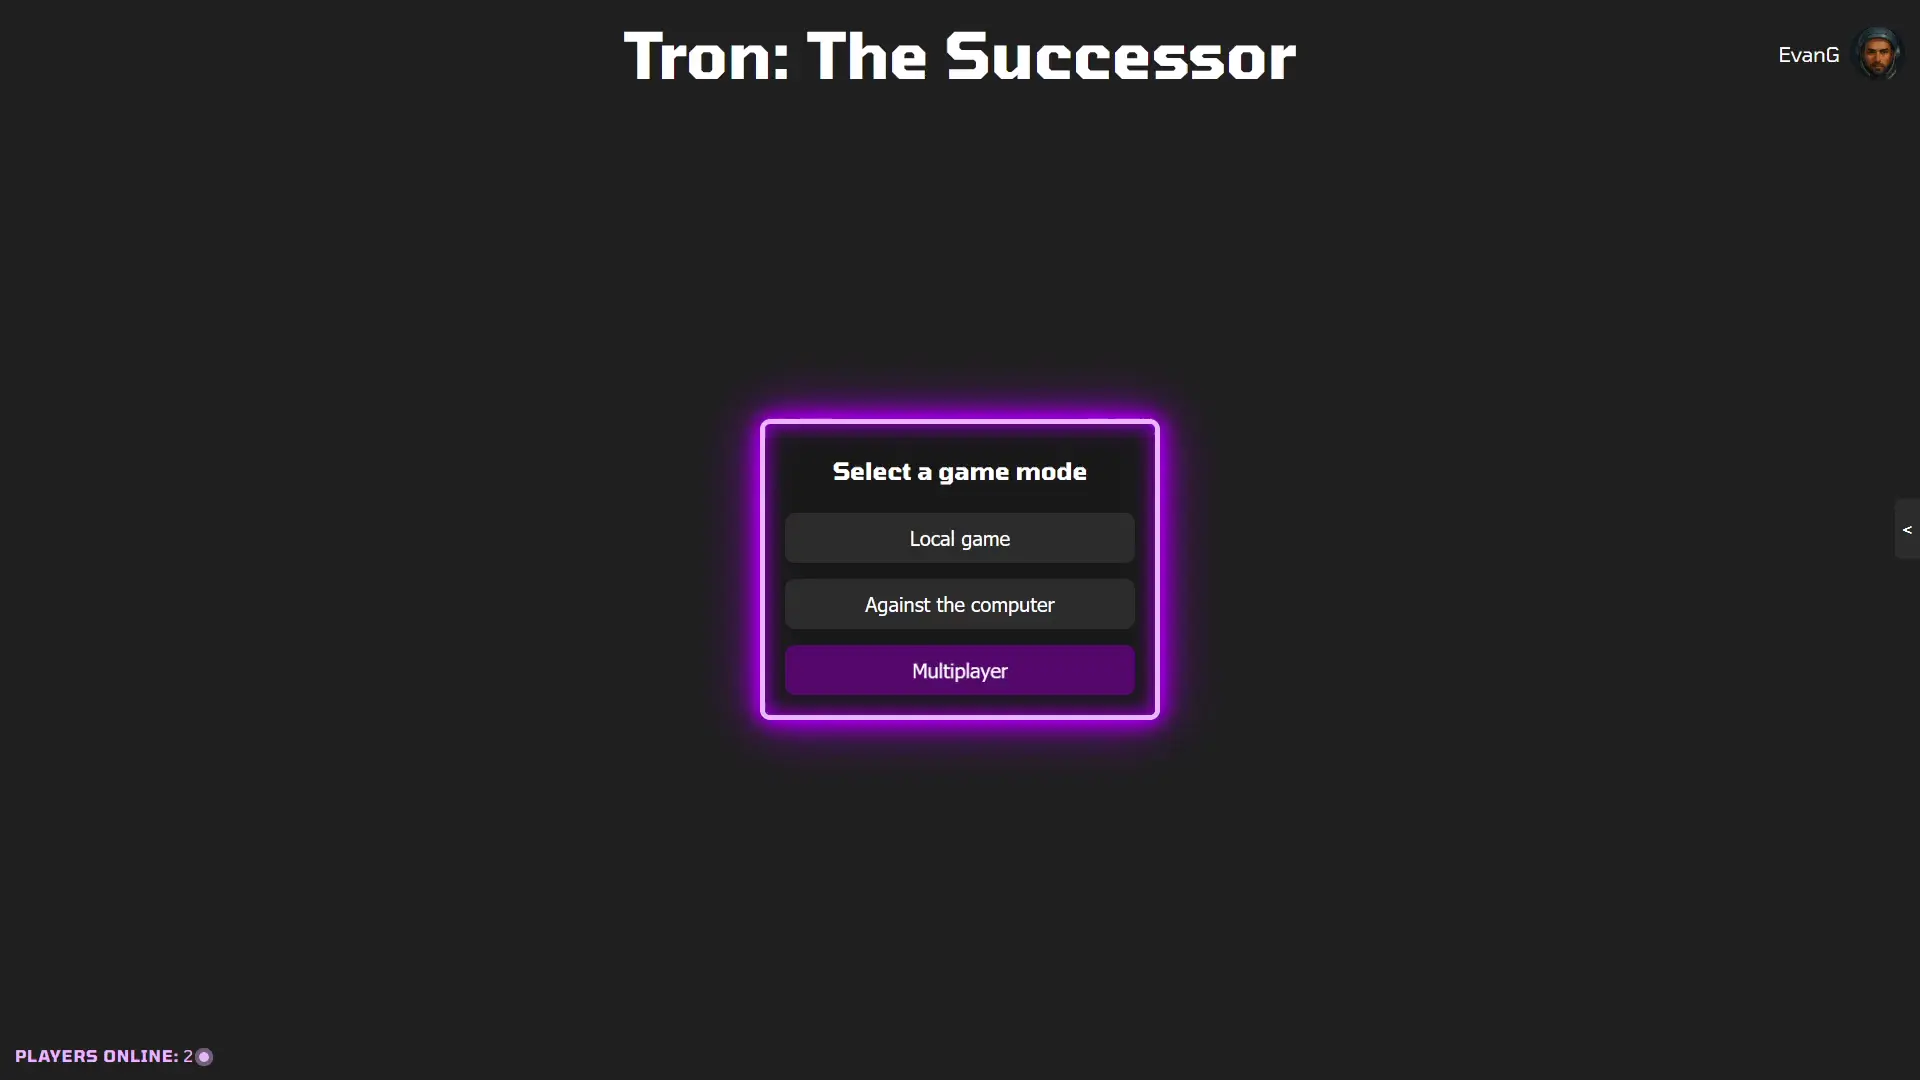 Tron: The Successor
EvanG
Select a game mode
Local game
Against the computer
Multiplayer
<
PLAYERS ONLINE: 2